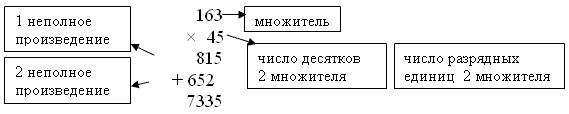 1 неполное
произведение
163
множитель
× 45
815
число десятков
2 множителя
число разрядных
единиц 2 множителя
2 неполное
произведение
+ 652
7335